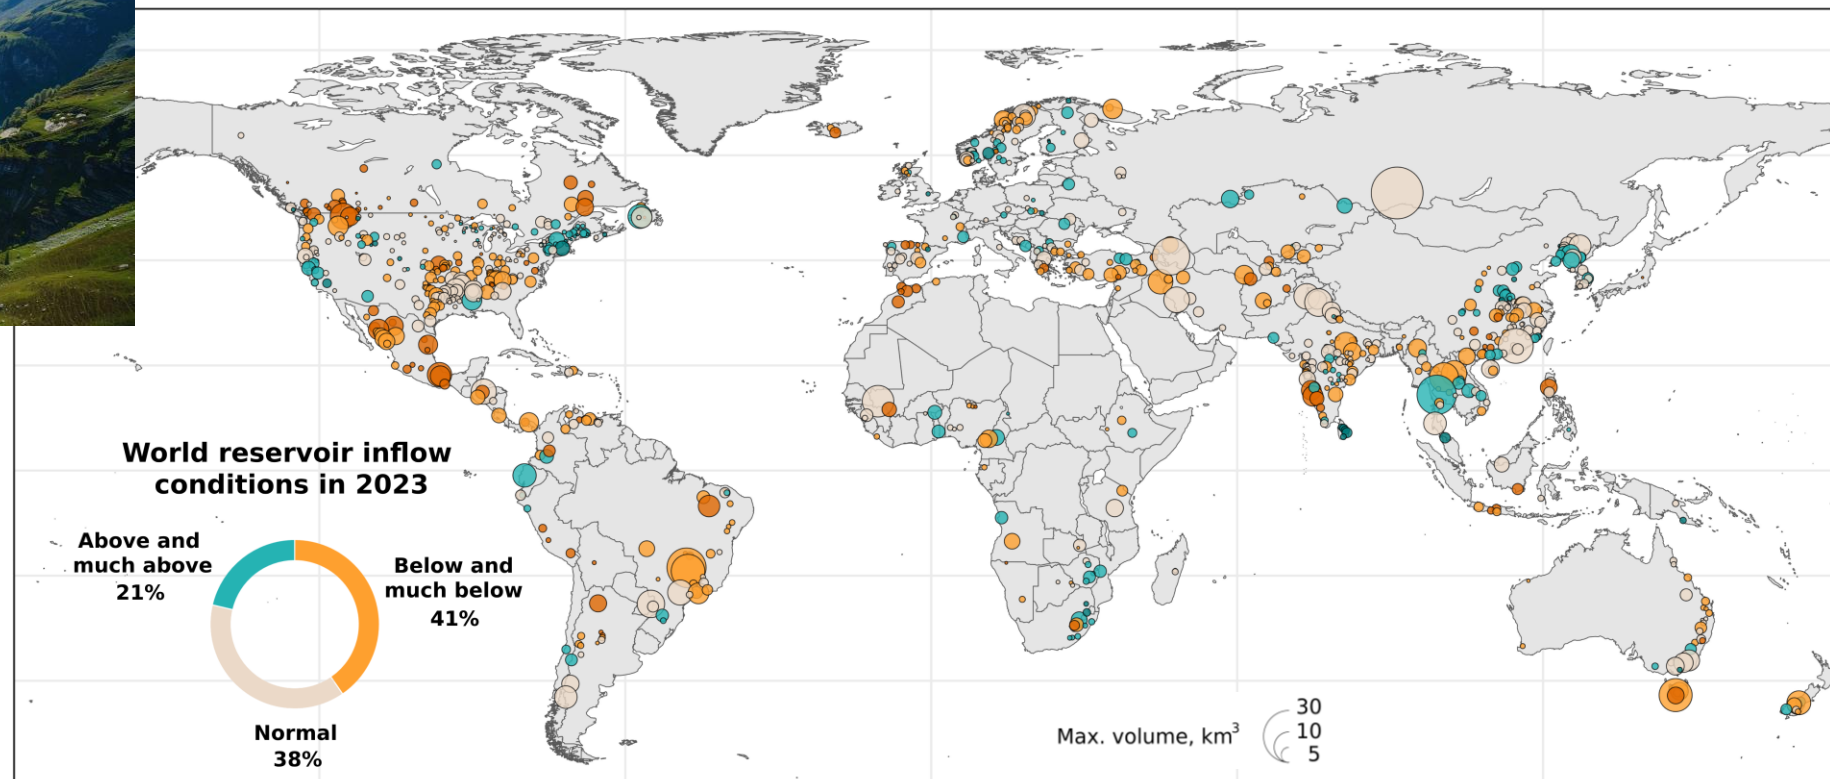 World reservoir inflow
conditions in 2023
Above and
much above
21%
Below and
much below
41%
Normal
38%
Max. volume, km³
30
10
5